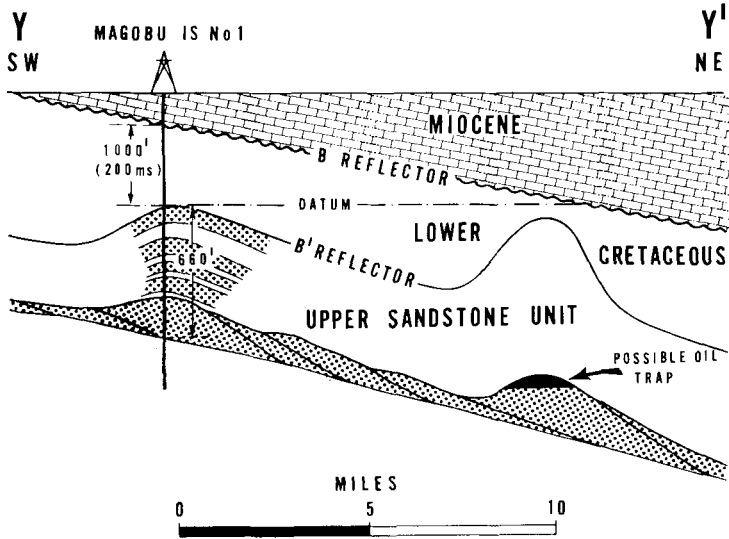 Y
SW
MAGOBU IS No1
Y'
NE
MIOCENE
1000'
(200ms)
B REFLECTOR
DATUM
LOWER
CRETACEOUS
660'
B' REFLECTOR
UPPER SANDSTONE UNIT
POSSIBLE OIL
TRAP
MILES
0 5 10